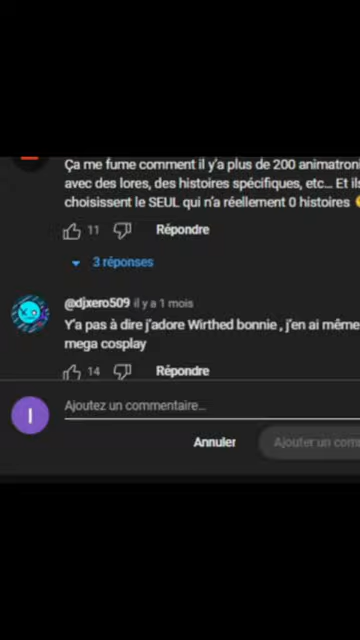 Ça me fume comment il y'a plus de 200 animatroni
avec des lores, des histoires spécifiques, etc... Et ils
choisissent le SEUL qui n'a réellement 0 histoires
11 Répondre
3 réponses
@djxero509 il y a 1 mois
Y'a pas à dire j'adore Wirthed bonnie , j'en ai même
mega cosplay
14 Répondre
I Ajoutez un commentaire...
Annuler Ajouter un com